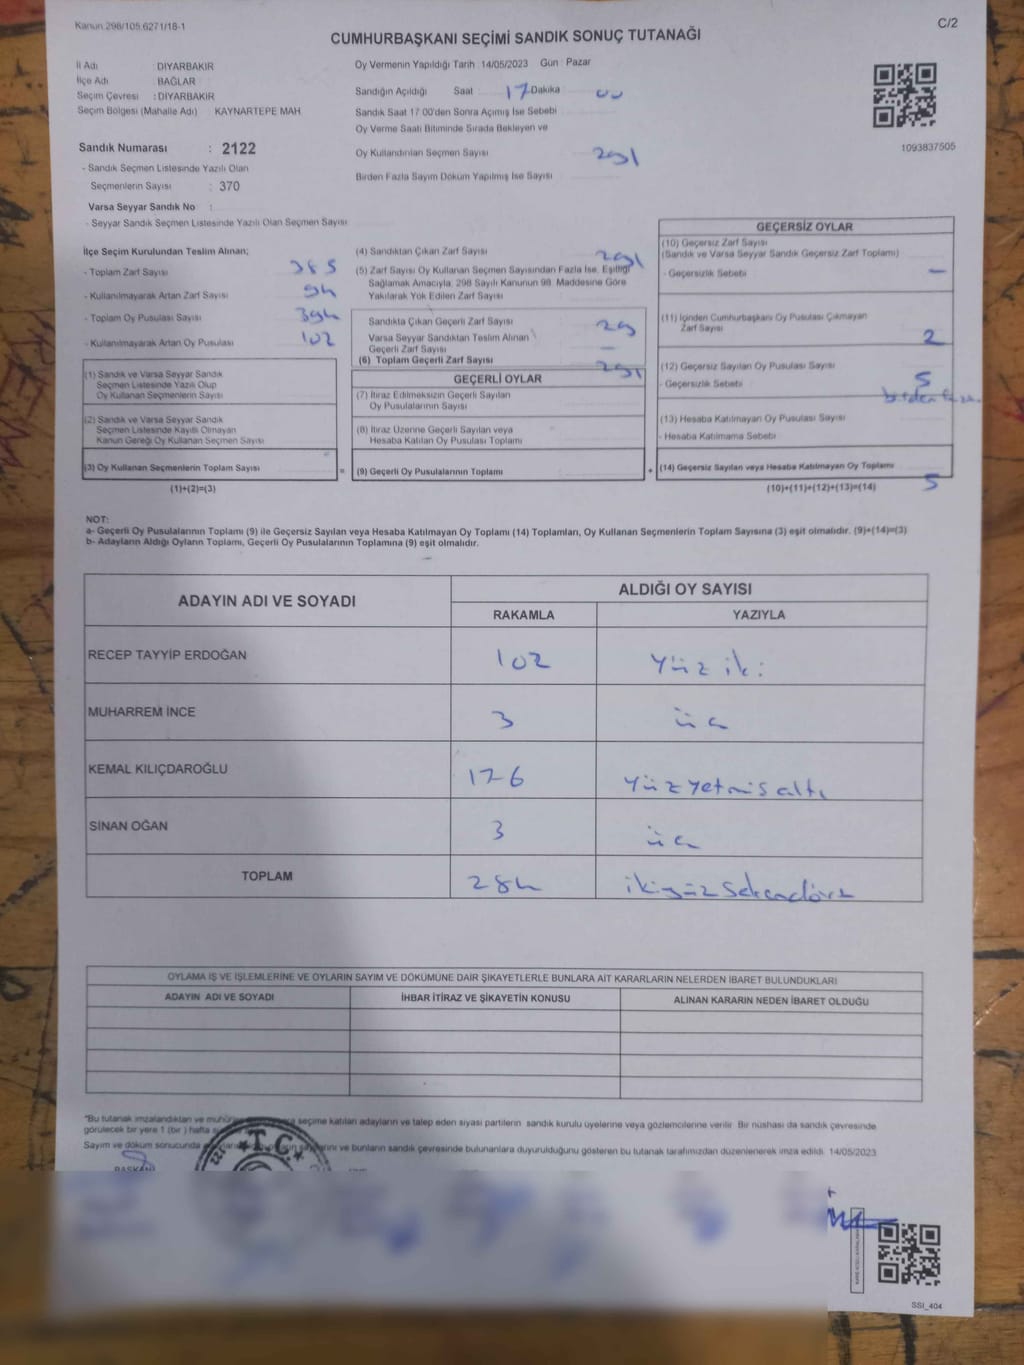 Kanun 298/105 6271/18-1
C/2
CUMHURBAŞKANI SEÇİMİ SANDIK SONUÇ TUTANAĞI
İl Adı : DİYARBAKIR
İlçe Adı : BAĞLAR
Seçim Çevresi : DİYARBAKIR
Seçim Bölgesi (Mahalle Adı) : KAYNARTEPE MAH
Sandık Numarası : 2122
- Sandık Seçmen Listesinde Yazılı Olan
Seçmenlerin Sayısı : 370
Varsa Seyyar Sandık No :
- Seyyar Sandık Seçmen Listesinde Yazılı Olan Seçmen Sayısı
Oy Vermenin Yapıldığı Tarih :14/05/2023 Gün : Pazar
Sandığın Açıldığı Saat 17 Dakika 00
Sandık Saat 17:00'den Sonra Açılmış İse Sebebi
Oy Verme Saati Bitiminde Sırada Bekleyen ve
Oy Kullandırılan Seçmen Sayısı 291
Birden Fazla Sayım Döküm Yapılmış İse Sayısı
1093837505
İlçe Seçim Kurulundan Teslim Alınan;
- Toplam Zarf Sayısı 385
- Kullanılmayarak Artan Zarf Sayısı 94
- Toplam Oy Pusulası Sayısı 394
- Kullanılmayarak Artan Oy Pusulası 102
(1) Sandık ve Varsa Seyyar Sandık
Seçmen Listesinde Yazılı Olup
Oy Kullanan Seçmenlerin Sayısı
(2) Sandık ve Varsa Seyyar Sandık
Seçmen Listesinde Kayıtlı Olmayan
Kanun Gereği Oy Kullanan Seçmen Sayısı
(3) Oy Kullanan Seçmenlerin Toplam Sayısı
(1)+(2)=(3)
(4) Sandıktan Çıkan Zarf Sayısı 291
(5) Zarf Sayısı Oy Kullanan Seçmen Sayısından Fazla İse, Eşitliği
Sağlamak Amacıyla, 298 Sayılı Kanunun 98. Maddesine Göre
Yakılarak Yok Edilen Zarf Sayısı
Sandıkta Çıkan Geçerli Zarf Sayısı 29
Varsa Seyyar Sandıktan Teslim Alınan
Geçerli Zarf Sayısı –
(6) Toplam Geçerli Zarf Sayısı 291
GEÇERLİ OYLAR
(7) İtiraz Edilmeksizin Geçerli Sayılan
Oy Pusulalarının Sayısı
(8) İtiraz Üzerine Geçerli Sayılan veya
Hesaba Katılan Oy Pusulası Toplamı
= (9) Geçerli Oy Pusulalarının Toplamı +
GEÇERSİZ OYLAR
(10) Geçersiz Zarf Sayısı
(Sandık ve Varsa Seyyar Sandık Geçersiz Zarf Toplamı)
- Geçersizlik Sebebi –
(11) İçinden Cumhurbaşkanı Oy Pusulası Çıkmayan
Zarf Sayısı 2
(12) Geçersiz Sayılan Oy Pusulası Sayısı 5
- Geçersizlik Sebebi birden
(13) Hesaba Katılmayan Oy Pusulası Sayısı
- Hesaba Katılmama Sebebi
(14) Geçersiz Sayılan veya Hesaba Katılmayan Oy Toplamı 5
(10)+(11)+(12)+(13)=(14)
NOT:
a- Geçerli Oy Pusulalarının Toplamı (9) ile Geçersiz Sayılan veya Hesaba Katılmayan Oy Toplamı (14) Toplamları, Oy Kullanan Seçmenlerin Toplam Sayısına (3) eşit olmalıdır. (9)+(14)=(3)
b- Adayların Aldığı Oyların Toplamı, Geçerli Oy Pusulalarının Toplamına (9) eşit olmalıdır.
ADAYIN ADI VE SOYADI
ALDIĞI OY SAYISI
RAKAMLA YAZIYLA
RECEP TAYYİP ERDOĞAN 102 yüz iki
MUHARREM İNCE 3 üç
KEMAL KILIÇDAROĞLU 176 yüz yetmiş altı
SİNAN OĞAN 3 üç
TOPLAM 284 ikiyüz seksendört
OYLAMA İŞ VE İŞLEMLERİNE VE OYLARIN SAYIM VE DÖKÜMÜNE DAİR ŞİKAYETLERLE BUNLARA AİT KARARLARIN NELERDEN İBARET BULUNDUKLARI
ADAYIN ADI VE SOYADI İHBAR İTİRAZ VE ŞİKAYETİN KONUSU ALINAN KARARIN NEDEN İBARET OLDUĞU
"Bu tutanak imzalandıktan ve seçime katılan adayların ve talep eden siyasi partilerin sandık kurulu üyelerine veya gözlemcilerine verilir. Bir nüshası da sandık çevresinde
görülecek bir yere 1 (bir) hafta
Sayım ve döküm sonucunda ve bunların sandık çevresinde bulunanlara duyurulduğunu gösteren bu tutanak tarafımızdan düzenlenerek imza edildi. 14/05/2023
T.C.
BAŞKAN
SSI_404